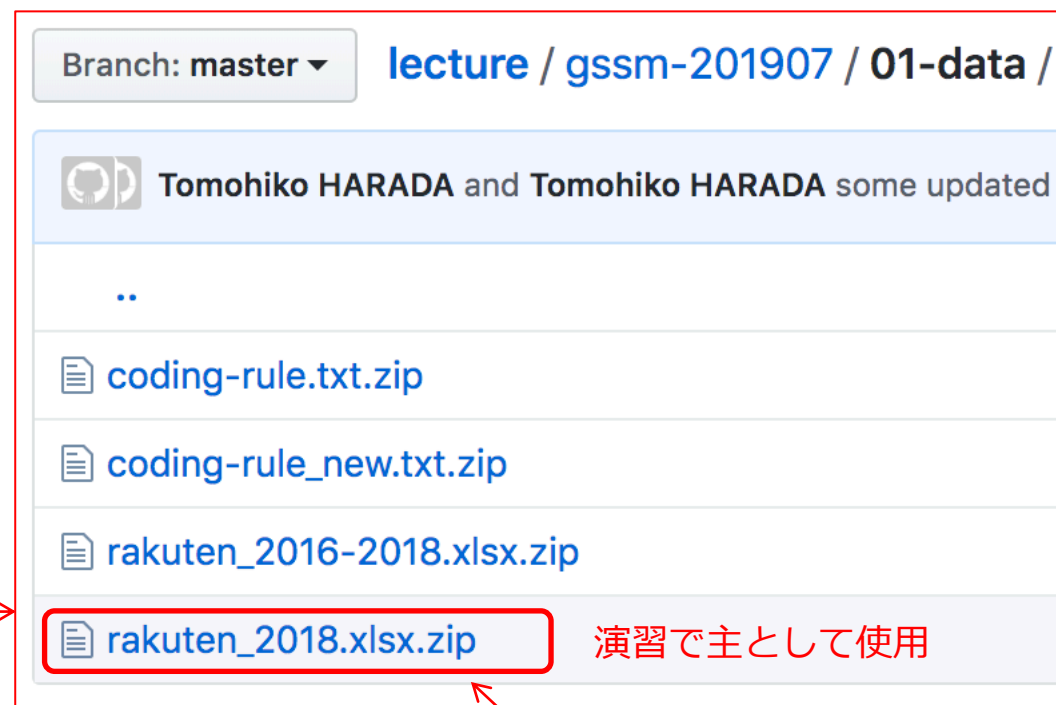 Branch: master lecture / gssm-201907 / 01-data /
Tomohiko HARADA and Tomohiko HARADA some updated
..
coding-rule.txt.zip
coding-rule_new.txt.zip
rakuten_2016-2018.xlsx.zip
rakuten_2018.xlsx.zip 演習で主として使用